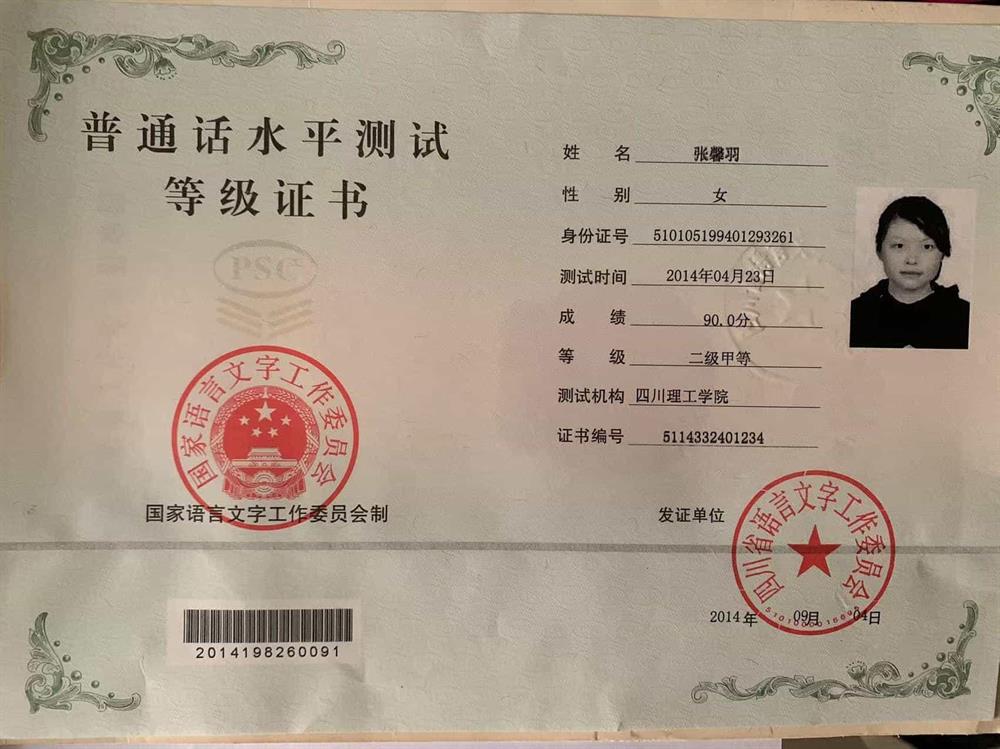 普通话水平测试
等级证书
PSC
国家语言文字工作委员会
国家语言文字工作委员会制
2014198260091
姓 名 张馨羽
性 别 女
身份证号 510105199401293261
测试时间 2014年04月23日
成 绩 90.0分
等 级 二级甲等
测试机构 四川理工学院
证书编号 5114332401234
发证单位
四川省语言文字工作委员会
2014年 09月 04日